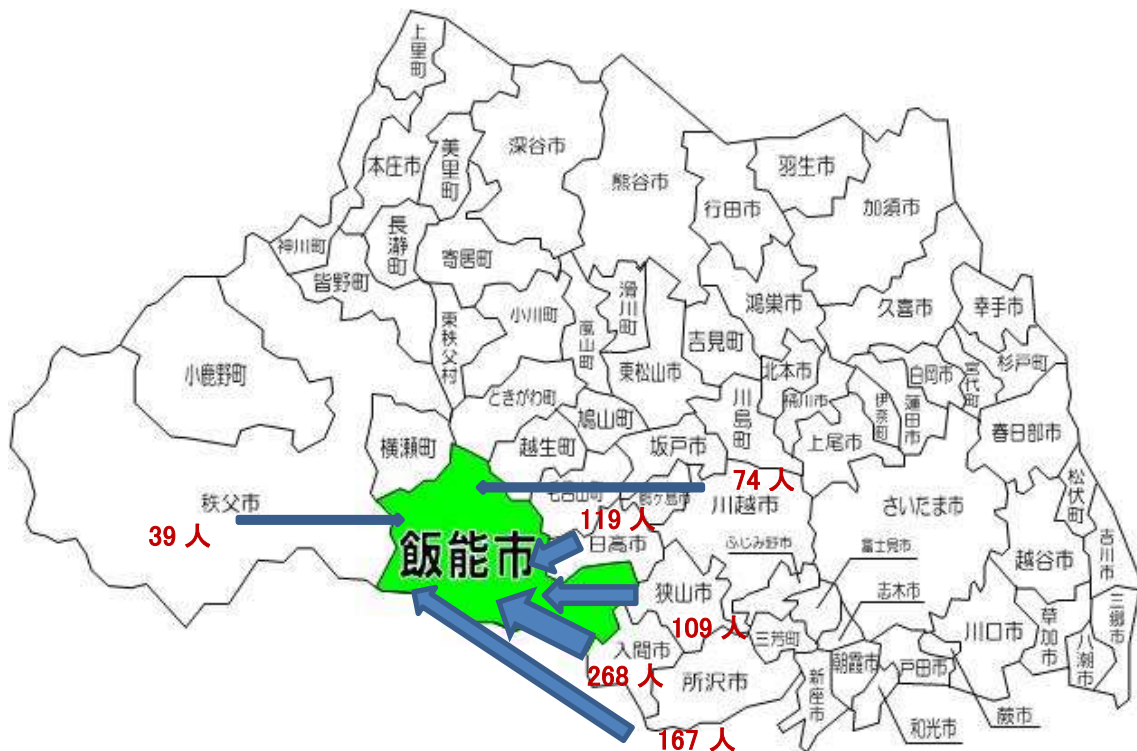 上里町
本庄市
美里町
深谷市
熊谷市
羽生市
行田市
加須市
神川町
長瀞町
皆野町
寄居町
東秩父村
小川町
嵐山町
滑川町
吉見町
鴻巣市
久喜市
幸手市
小鹿野町
ときがわ町
東松山市
北本市
桶川市
川島町
伊奈町
蓮田市
白岡市
宮代町
杉戸町
春日部市
横瀬町
越生町
鳩山町
坂戸市
上尾市
74 人
秩父市
39 人
毛呂山町
鶴ヶ島市
119 人
川越市
さいたま市
松伏町
飯能市
日高市
ふじみ野市
富士見市
越谷市
吉川市
狭山市
109 人
志木市
三芳町
川口市
草加市
三郷市
八潮市
入間市
268 人
所沢市
新座市
朝霞市
戸田市
和光市
蕨市
167 人